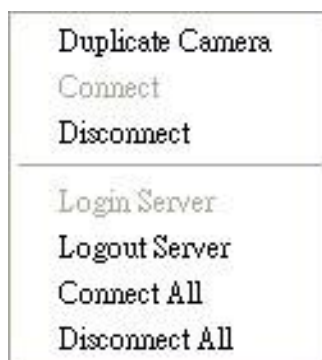 Duplicate Camera
Connect
Disconnect
Login Server
Logout Server
Connect All
Disconnect All